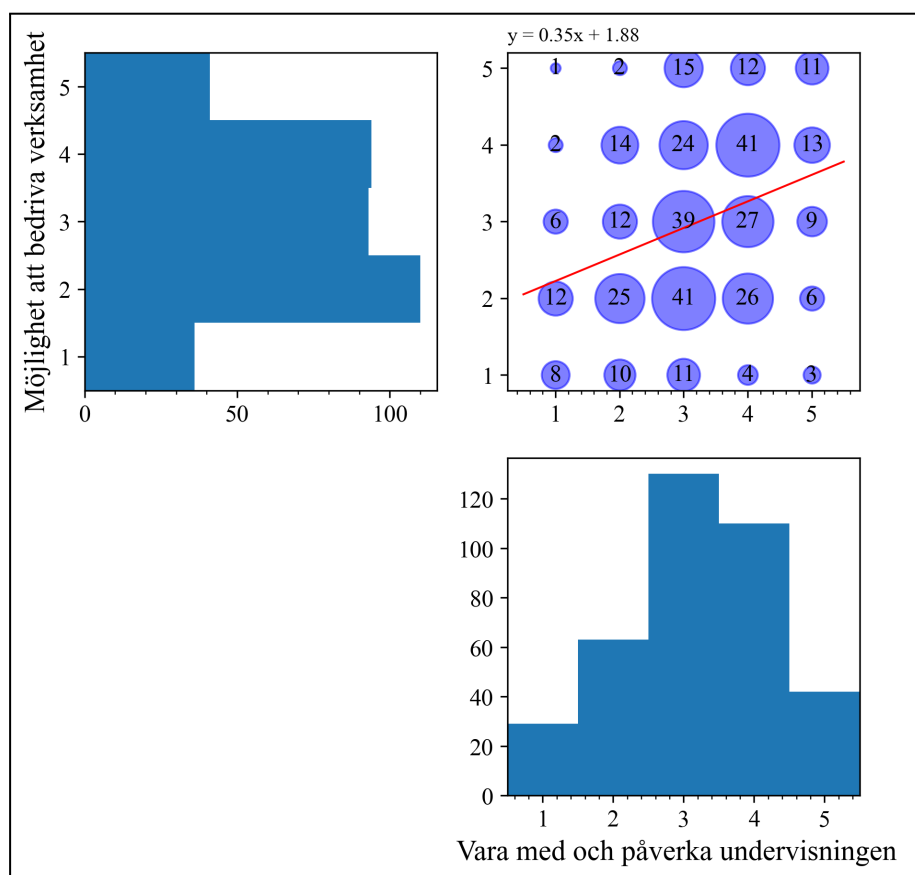 y = 0.35x + 1.88
Möjlighet att bedriva verksamhet
5
4
3
2
1
0 50 100
5 1 2 15 12 11
4 2 14 24 41 13
3 6 12 39 27 9
2 12 25 41 26 6
1 8 10 11 4 3
1 2 3 4 5
120
100
80
60
40
20
0
1 2 3 4 5
Vara med och påverka undervisningen